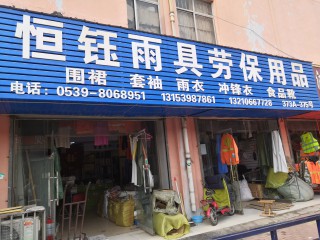 恒钰雨具劳保用品
围裙 套袖 雨衣 冲锋衣 食品靴
电话：0539-8068951 13153987861 13210667728 373A-375号